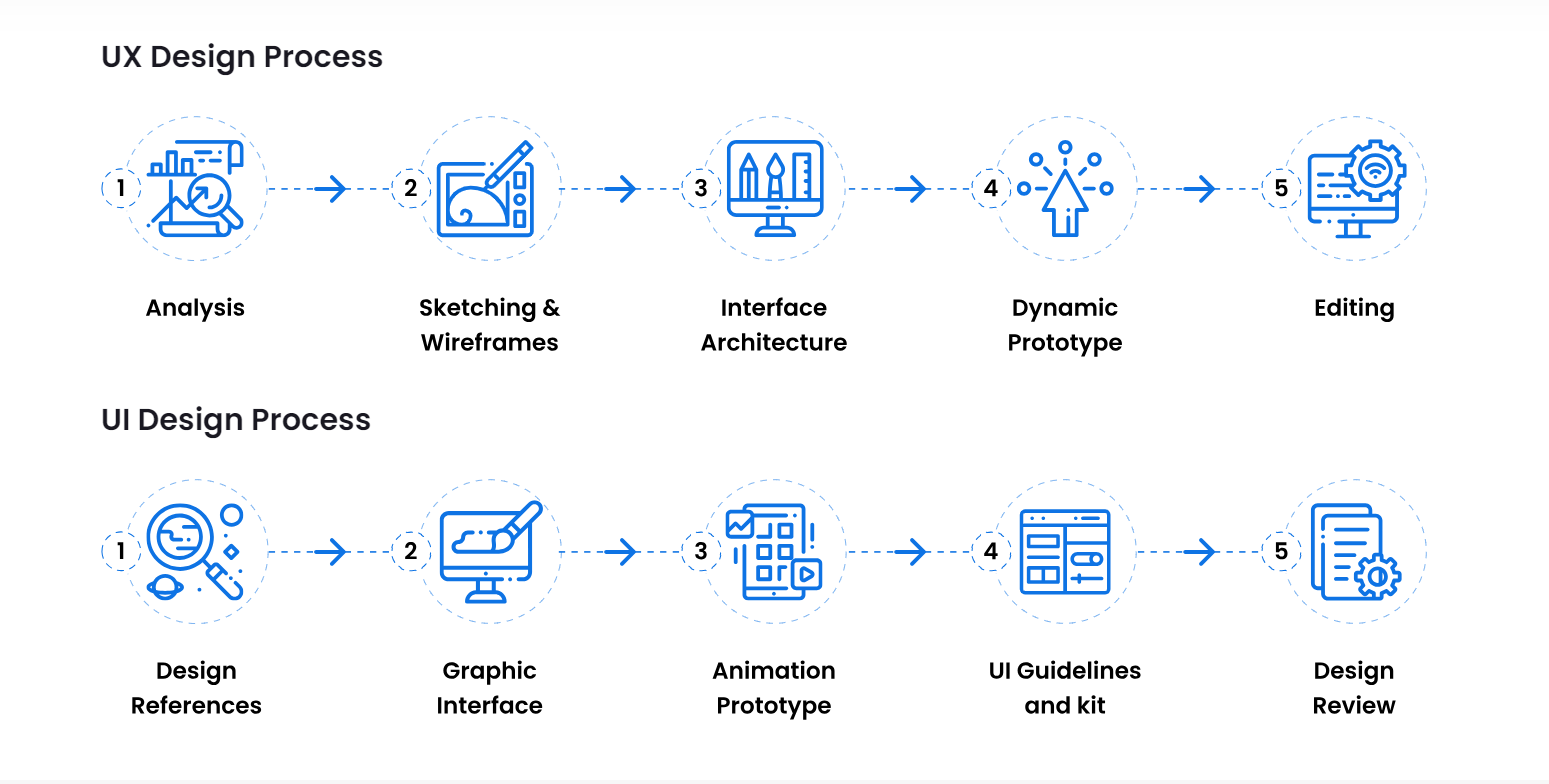 UX Design Process
1
2
3
4
5
Analysis
Sketching &
Wireframes
Interface
Architecture
Dynamic
Prototype
Editing
UI Design Process
1
2
3
4
5
Design
References
Graphic
Interface
Animation
Prototype
UI Guidelines
and kit
Design
Review